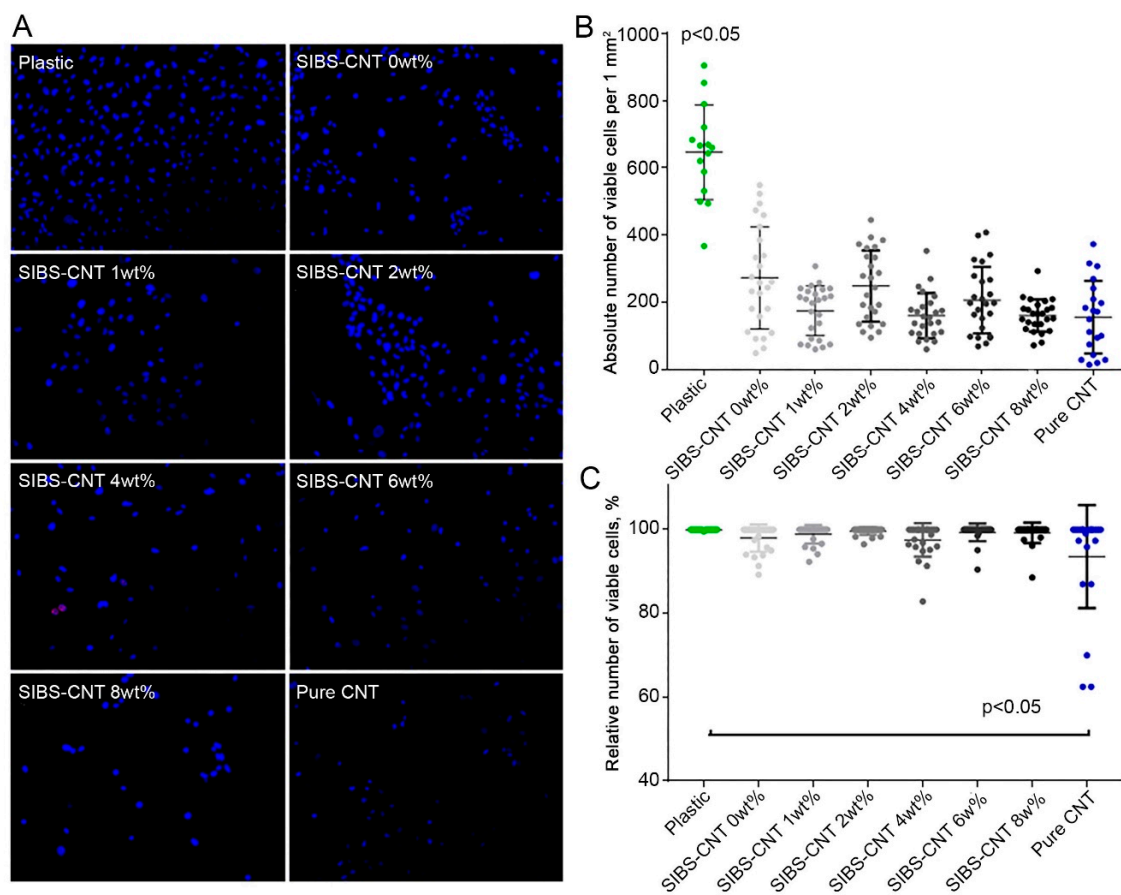 A
Plastic
SIBS-CNT 0wt%
SIBS-CNT 1wt%
SIBS-CNT 2wt%
SIBS-CNT 4wt%
SIBS-CNT 6wt%
SIBS-CNT 8wt%
Pure CNT
B
p<0.05
Absolute number of viable cells per 1 mm²
1000
800
600
400
200
0
Plastic
SIBS-CNT 0wt%
SIBS-CNT 1wt%
SIBS-CNT 2wt%
SIBS-CNT 4wt%
SIBS-CNT 6wt%
SIBS-CNT 8wt%
Pure CNT
C
Relative number of viable cells, %
100
80
60
40
p<0.05
Plastic
SIBS-CNT 0wt%
SIBS-CNT 1wt%
SIBS-CNT 2wt%
SIBS-CNT 4wt%
SIBS-CNT 6w%
SIBS-CNT 8w%
Pure CNT